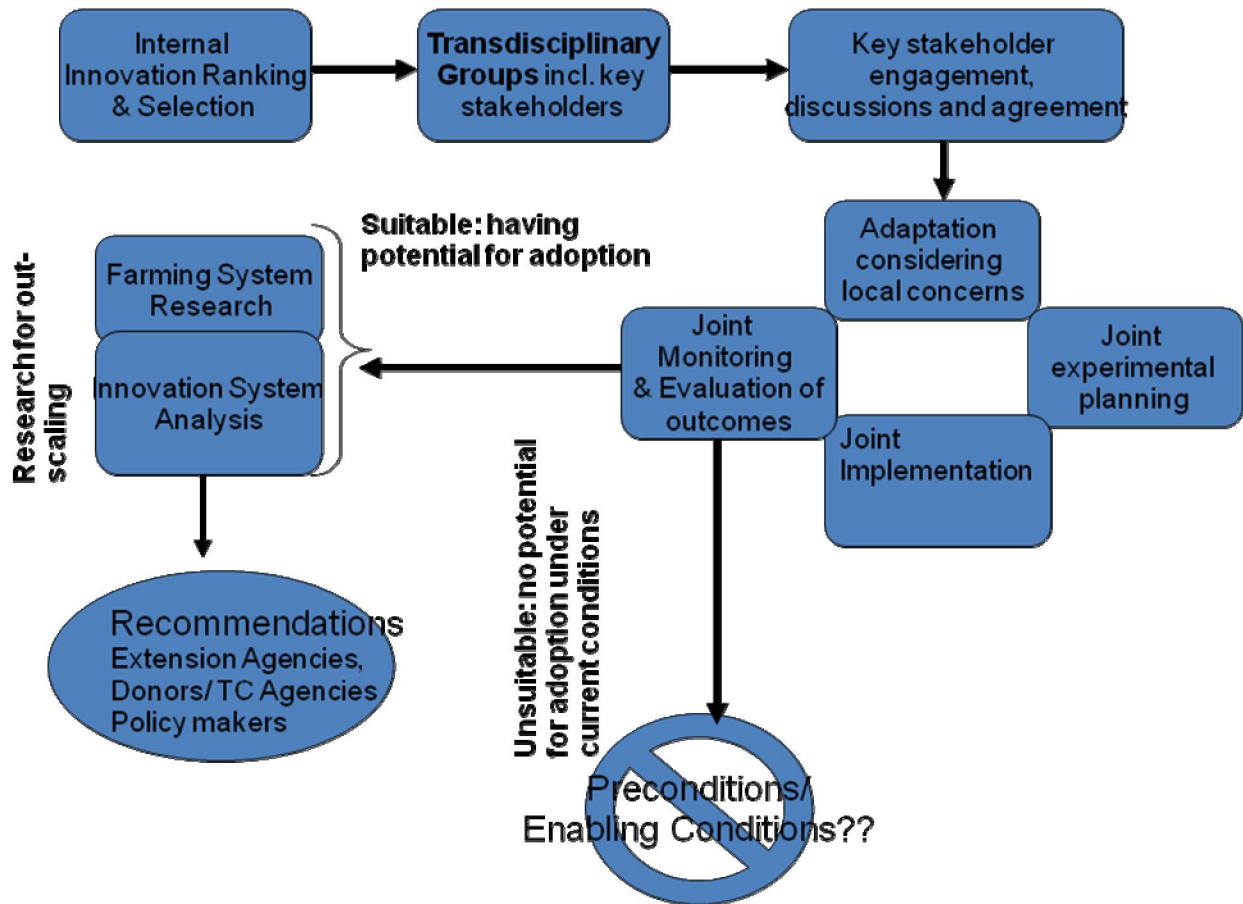 Internal
Innovation Ranking
& Selection
Transdisciplinary
Groups incl. key
stakeholders
Key stakeholder
engagement,
discussions and agreement,
Adaptation
considering
local concerns
Joint
experimental
planning
Joint
Implementation
Joint
Monitoring
& Evaluation of
outcomes
Suitable: having
potential for adoption
Farming System
Research
Innovation System
Analysis
Research for out-
scaling
Recommendations
Extension Agencies,
Donors/ TC Agencies
Policy makers
Unsuitable: no potential
for adoption under
current conditions
Preconditions/
Enabling Conditions??